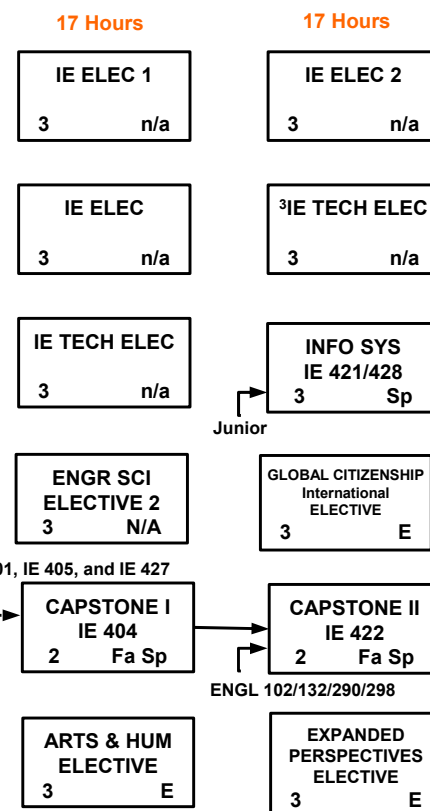 17 Hours
IE ELEC 1
3 n/a
IE ELEC
3 n/a
IE TECH ELEC
3 n/a
ENGR SCI
ELECTIVE 2
3 N/A
01, IE 405, and IE 427
CAPSTONE I
IE 404
2 Fa Sp
ARTS & HUM
ELECTIVE
3 E
17 Hours
IE ELEC 2
3 n/a
³IE TECH ELEC
3 n/a
INFO SYS
IE 421/428
3 Sp
Junior
GLOBAL CITIZENSHIP
International
ELECTIVE
3 E
CAPSTONE II
IE 422
2 Fa Sp
ENGL 102/132/290/298
EXPANDED
PERSPECTIVES
ELECTIVE
3 E